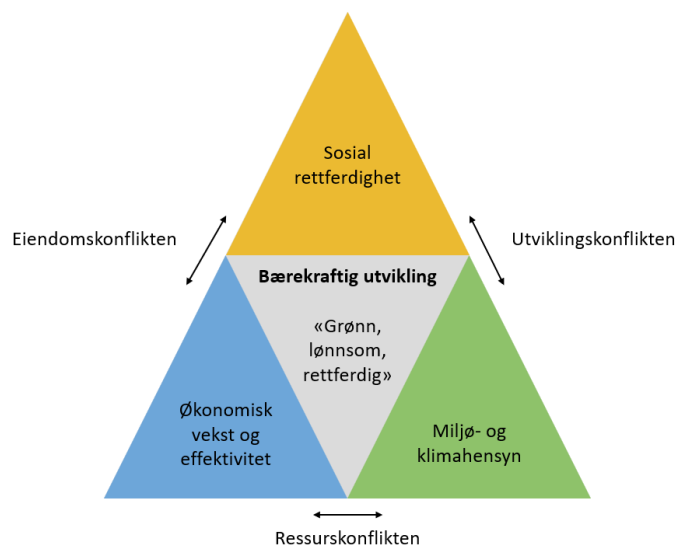 Sosial
rettferdighet
Eiendomskonflikten
Utviklingskonflikten
Bærekraftig utvikling
«Grønn,
lønnsom,
rettferdig»
Økonomisk
vekst og
effektivitet
Miljø- og
klimahensyn
Ressurskonflikten